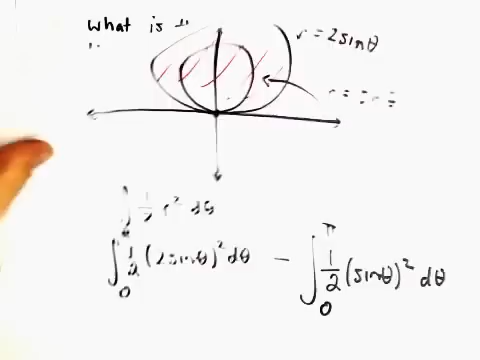 what is
r = 2sinθ
∫ 1/2 r² dθ
∫₀^π 1/2 (2sinθ)² dθ − ∫₀^π 1/2 (sinθ)² dθ